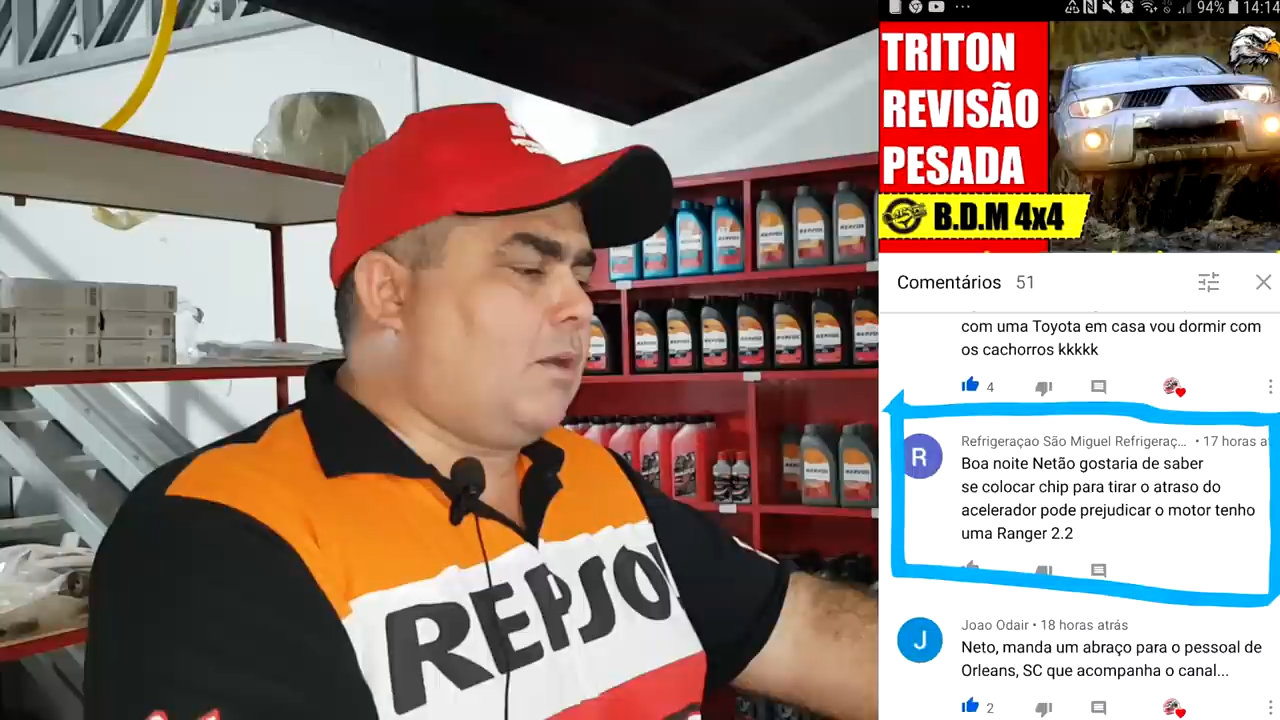 94% 14:14
TRITON
REVISÃO
PESADA
B.D.M 4x4
Comentários 51
com uma Toyota em casa vou dormir com
os cachorros kkkkk
4
R
Refrigeraçao São Miguel Refrigeraç... • 17 horas at
Boa noite Netão gostaria de saber
se colocar chip para tirar o atraso do
acelerador pode prejudicar o motor tenho
uma Ranger 2.2
J
Joao Odair • 18 horas atrás
Neto, manda um abraço para o pessoal de
Orleans, SC que acompanha o canal...
2
REPSOL